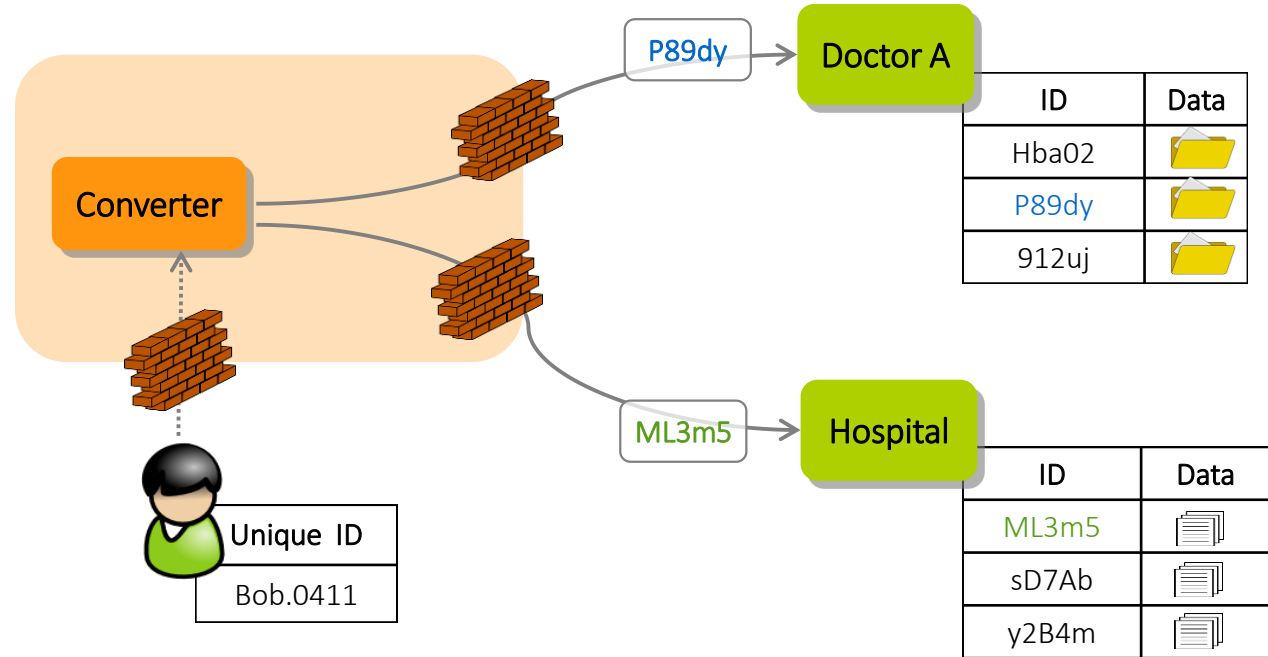 P89dy
Doctor A
ID Data
Hba02
P89dy
912uj
Converter
ML3m5
Hospital
ID Data
ML3m5
sD7Ab
y2B4m
Unique ID
Bob.0411